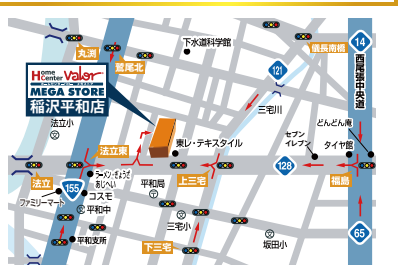 丸渕
鷲尾北
下水道科学館
儀長南橋
14
西尾張中央道
Home
Center Valor
MEGA STORE
稲沢平和店
121
三宅川
法立小
法立東
東レ・テキスタイル
セブン
イレブン
どんどん庵
タイヤ館
128
法立
155
ラーメン・ぎょうざ
あじへい
ファミリーマート
コスモ
平和中
平和局
上三宅
福島
三宅小
平和支所
下三宅
坂田小
65